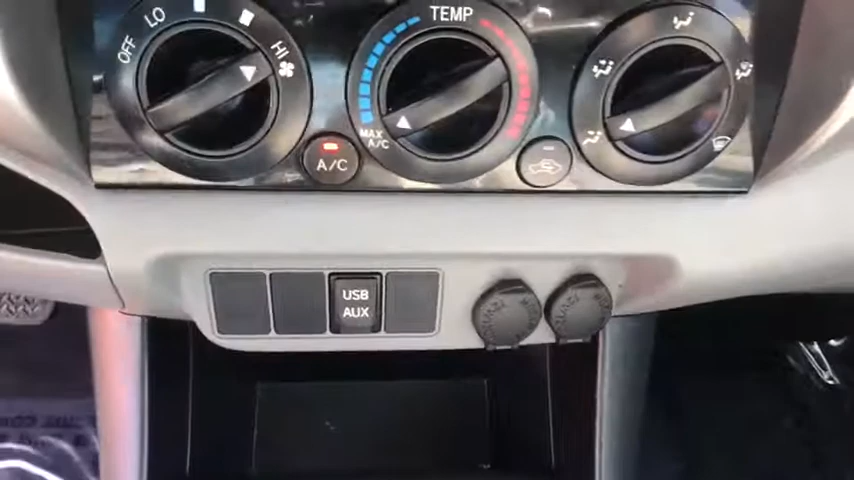 LO
OFF
HI
TEMP
MAX
A/C
A/C
USB
AUX